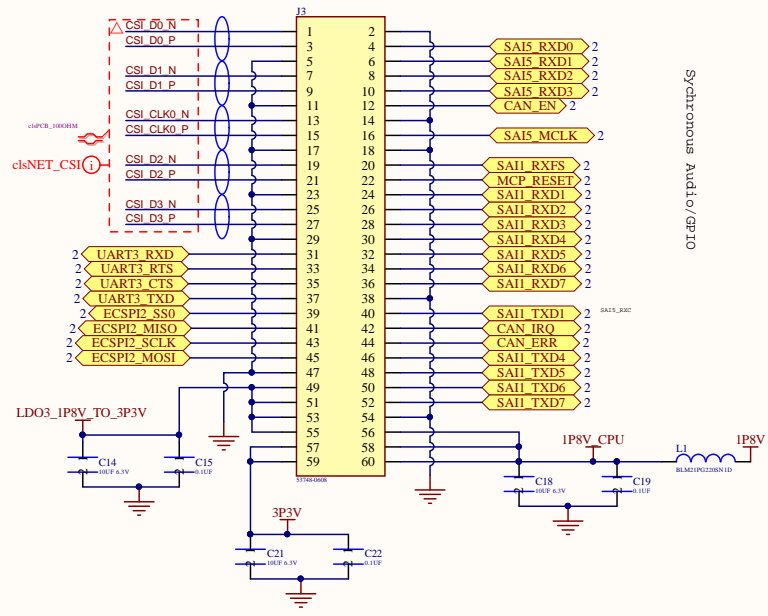 J3
CSI_D0_N 1 2
CSI_D0_P 3 4 SAI5_RXD0 2
5 6 SAI5_RXD1 2
CSI_D1_N 7 8 SAI5_RXD2 2
CSI_D1_P 9 10 SAI5_RXD3 2
11 12 CAN_EN 2
CSI_CLK0_N 13 14
clsPCB_100OHM
CSI_CLK0_P 15 16 SAI5_MCLK 2
17 18
clsNET_CSI i
CSI_D2_N 19 20 SAI1_RXFS 2
CSI_D2_P 21 22 MCP_RESET 2
23 24 SAI1_RXD1 2
CSI_D3_N 25 26 SAI1_RXD2 2
CSI_D3_P 27 28 SAI1_RXD3 2
29 30 SAI1_RXD4 2
2 UART3_RXD 31 32 SAI1_RXD5 2
2 UART3_RTS 33 34 SAI1_RXD6 2
2 UART3_CTS 35 36 SAI1_RXD7 2
2 UART3_TXD 37 38
2 ECSPI2_SS0 39 40 SAI1_TXD1 2 SAI5_RXC
2 ECSPI2_MISO 41 42 CAN_IRQ 2
2 ECSPI2_SCLK 43 44 CAN_ERR 2
2 ECSPI2_MOSI 45 46 SAI1_TXD4 2
47 48 SAI1_TXD5 2
49 50 SAI1_TXD6 2
51 52 SAI1_TXD7 2
53 54
55 56
57 58
59 60
53748-0608
Sychronous Audio/GPIO
LDO3_1P8V_TO_3P3V
C14
10UF 6.3V
C15
0.1UF
1P8V_CPU
L1
BLM21PG220SN1D
1P8V
C18
10UF 6.3V
C19
0.1UF
3P3V
C21
10UF 6.3V
C22
0.1UF